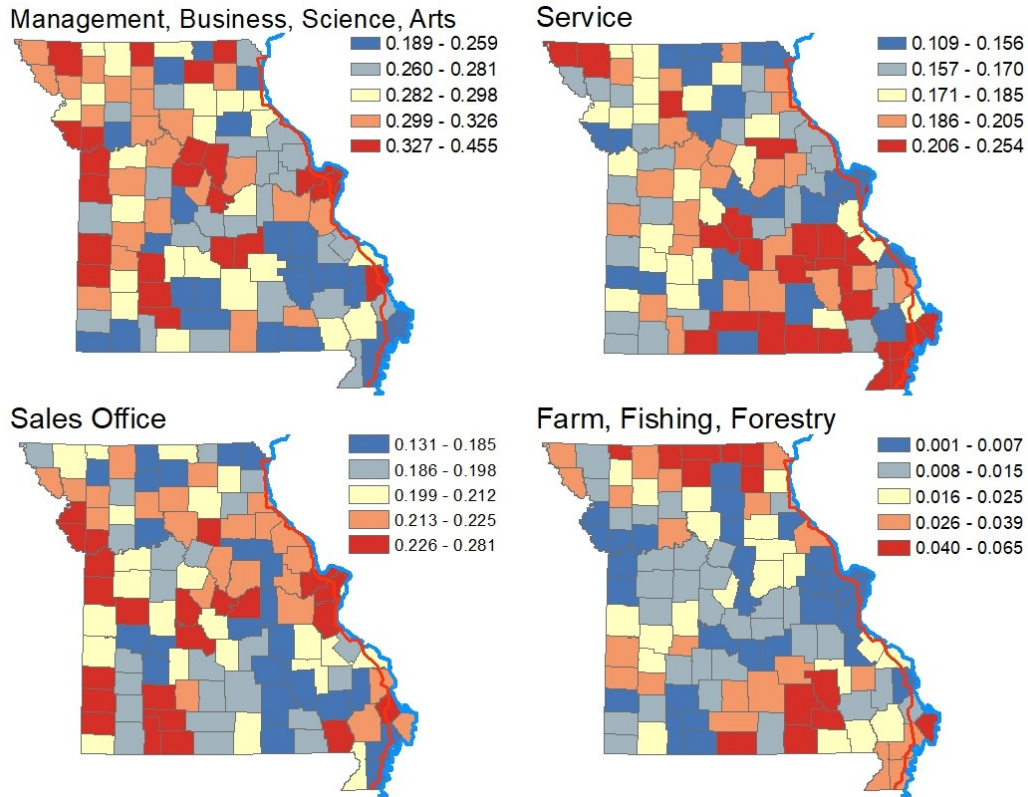 Management, Business, Science, Arts
0.189 - 0.259
0.260 - 0.281
0.282 - 0.298
0.299 - 0.326
0.327 - 0.455
Service
0.109 - 0.156
0.157 - 0.170
0.171 - 0.185
0.186 - 0.205
0.206 - 0.254
Sales Office
0.131 - 0.185
0.186 - 0.198
0.199 - 0.212
0.213 - 0.225
0.226 - 0.281
Farm, Fishing, Forestry
0.001 - 0.007
0.008 - 0.015
0.016 - 0.025
0.026 - 0.039
0.040 - 0.065